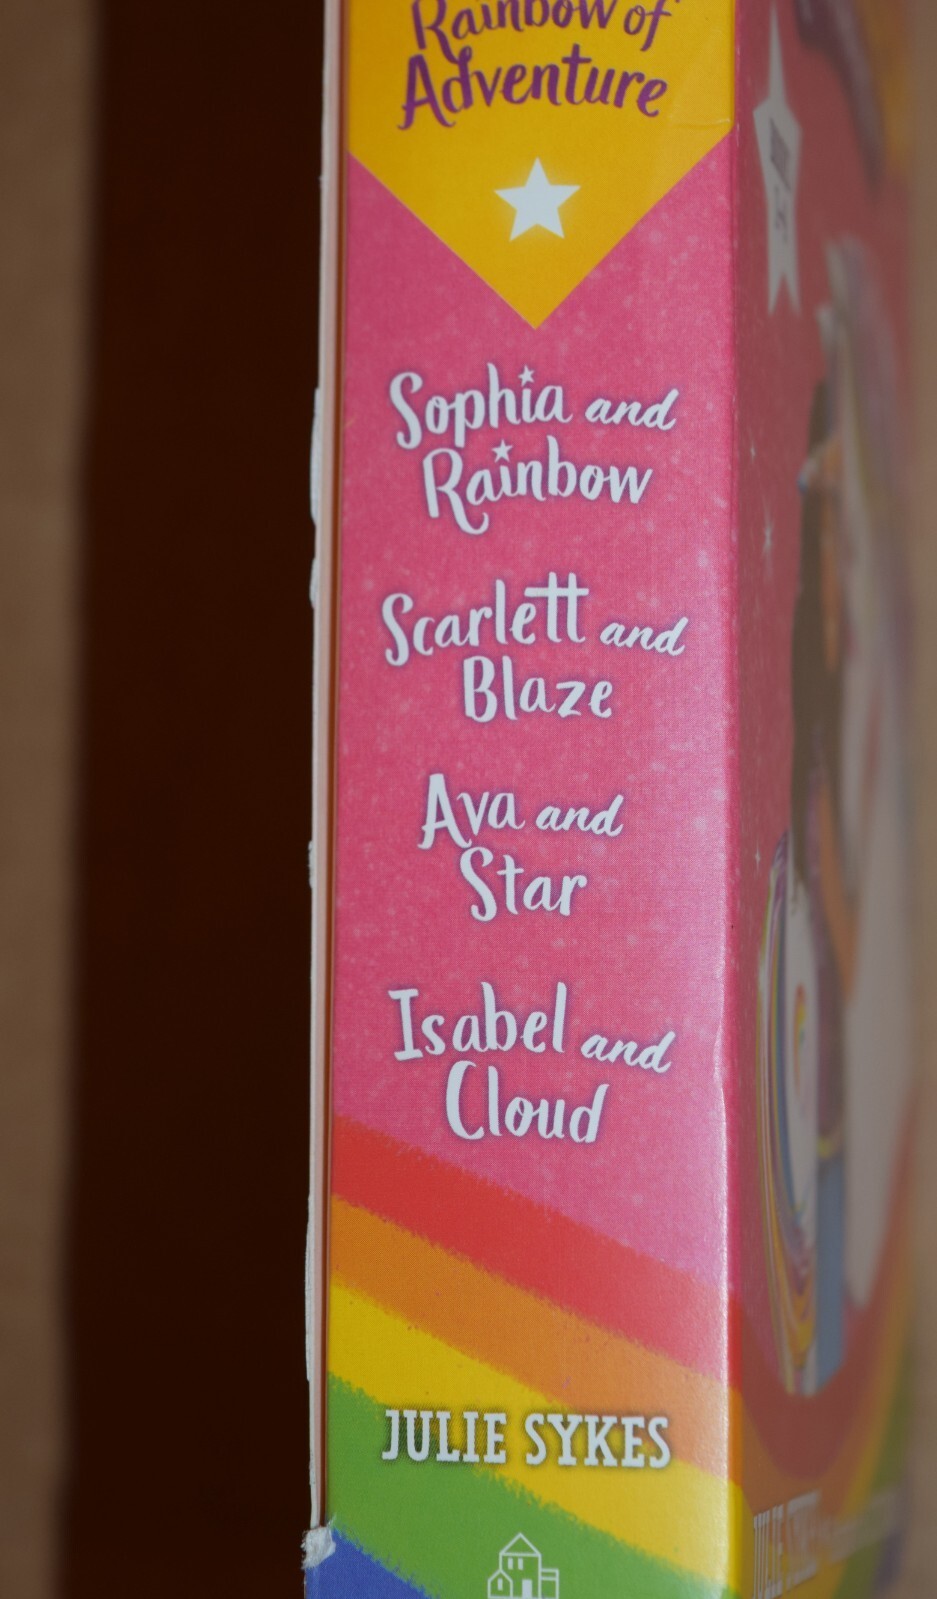 Rainbow of
Adventure
Sophia and
Rainbow
Scarlett and
Blaze
Ava and
Star
Isabel and
Cloud
JULIE SYKES